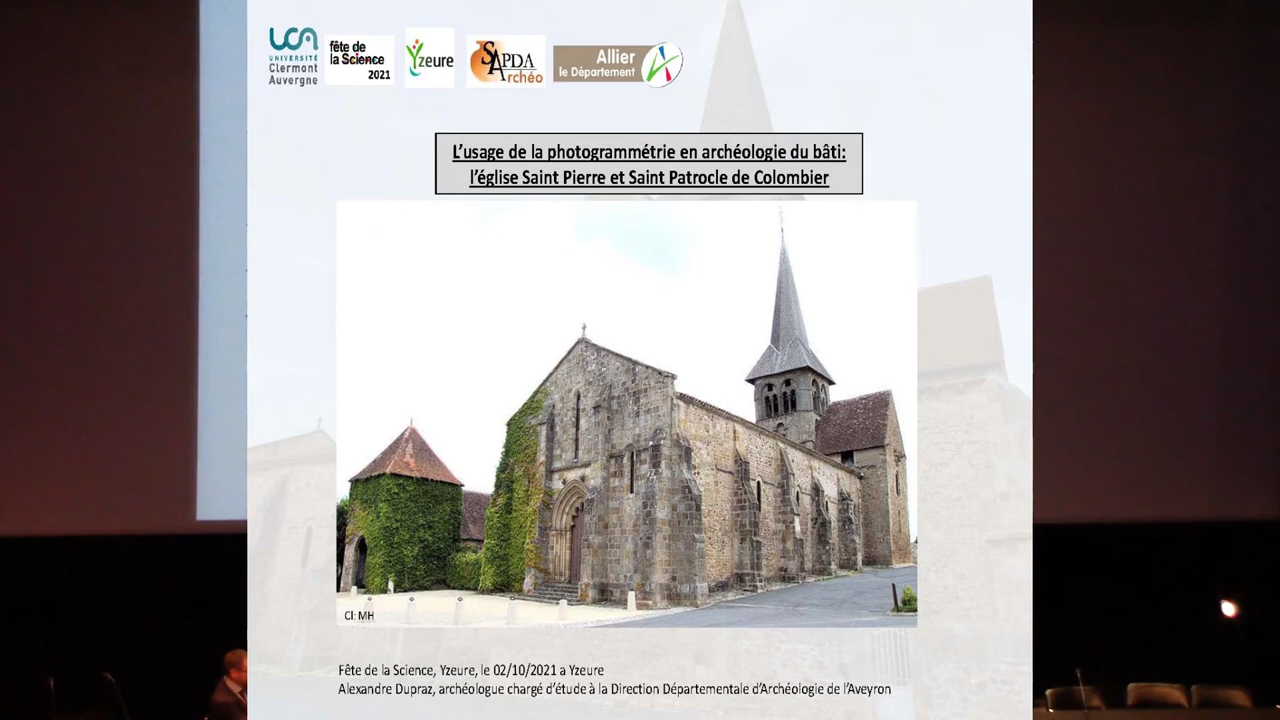 UCA
UNIVERSITÉ
Clermont
Auvergne
fête de
la Science
2021
Yzeure
SAPDA
Archéo
Allier
le Département
L'usage de la photogrammétrie en archéologie du bâti:
l'église Saint Pierre et Saint Patrocle de Colombier
Cl: MH
Fête de la Science, Yzeure, le 02/10/2021 a Yzeure
Alexandre Dupraz, archéologue chargé d'étude à la Direction Départementale d'Archéologie de l'Aveyron